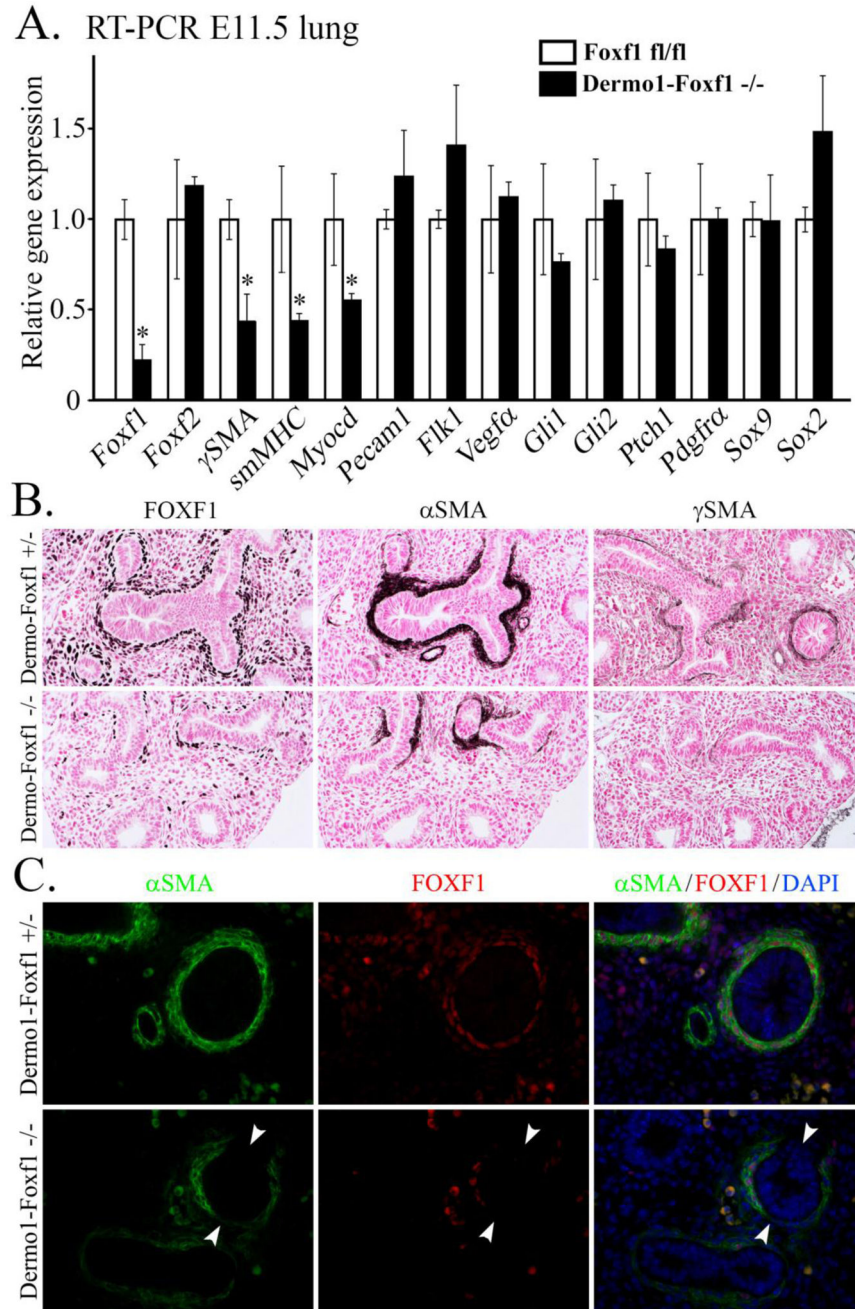 A. RT-PCR E11.5 lung
Foxf1 fl/fl
Dermo1-Foxf1 -/-
Relative gene expression
1.5
1.0
0.5
0
* * * *
Foxf1 Foxf2 γSMA smMHC Myocd Pecam1 Flk1 Vegfα Gli1 Gli2 Ptch1 Pdgfrα Sox9 Sox2
B.
FOXF1 αSMA γSMA
Dermo-Foxf1 +/-
Dermo-Foxf1 -/-
C.
αSMA FOXF1 αSMA/FOXF1/DAPI
Dermo1-Foxf1 +/-
Dermo1-Foxf1 -/-